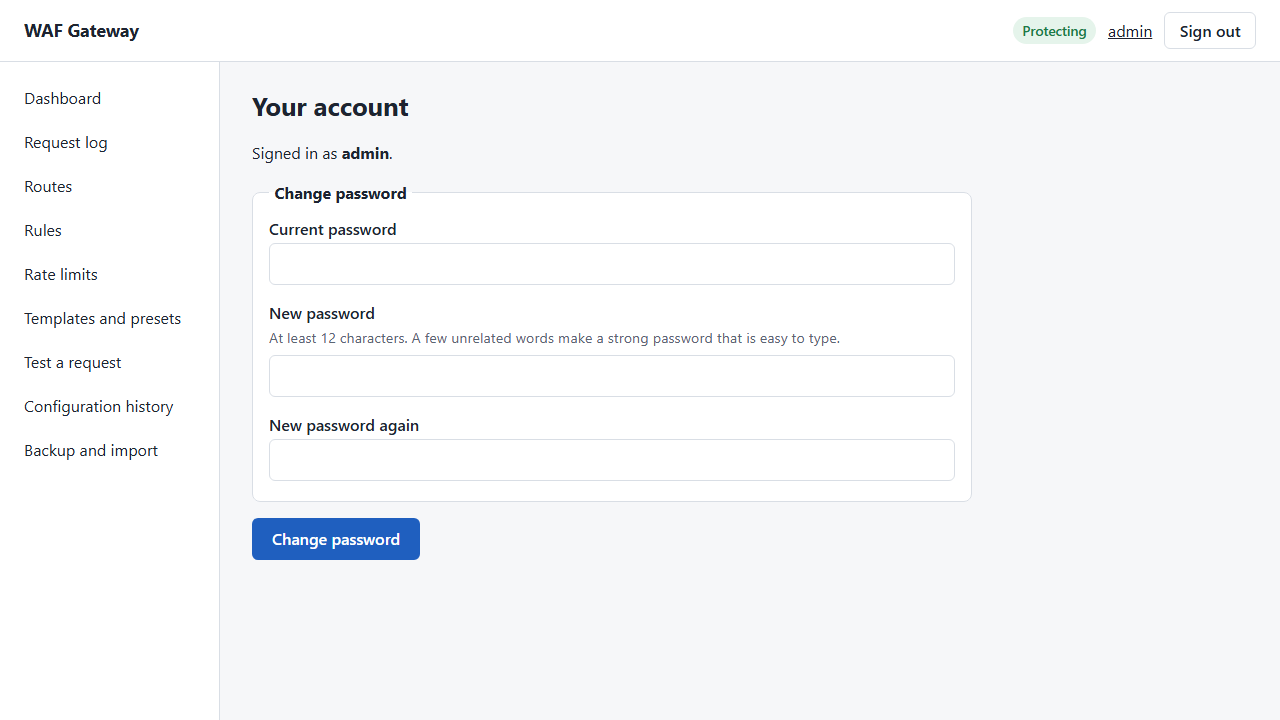 WAF Gateway
Protecting
admin
Sign out
Dashboard
Request log
Routes
Rules
Rate limits
Templates and presets
Test a request
Configuration history
Backup and import
Your account
Signed in as admin.
Change password
Current password
New password
At least 12 characters. A few unrelated words make a strong password that is easy to type.
New password again
Change password